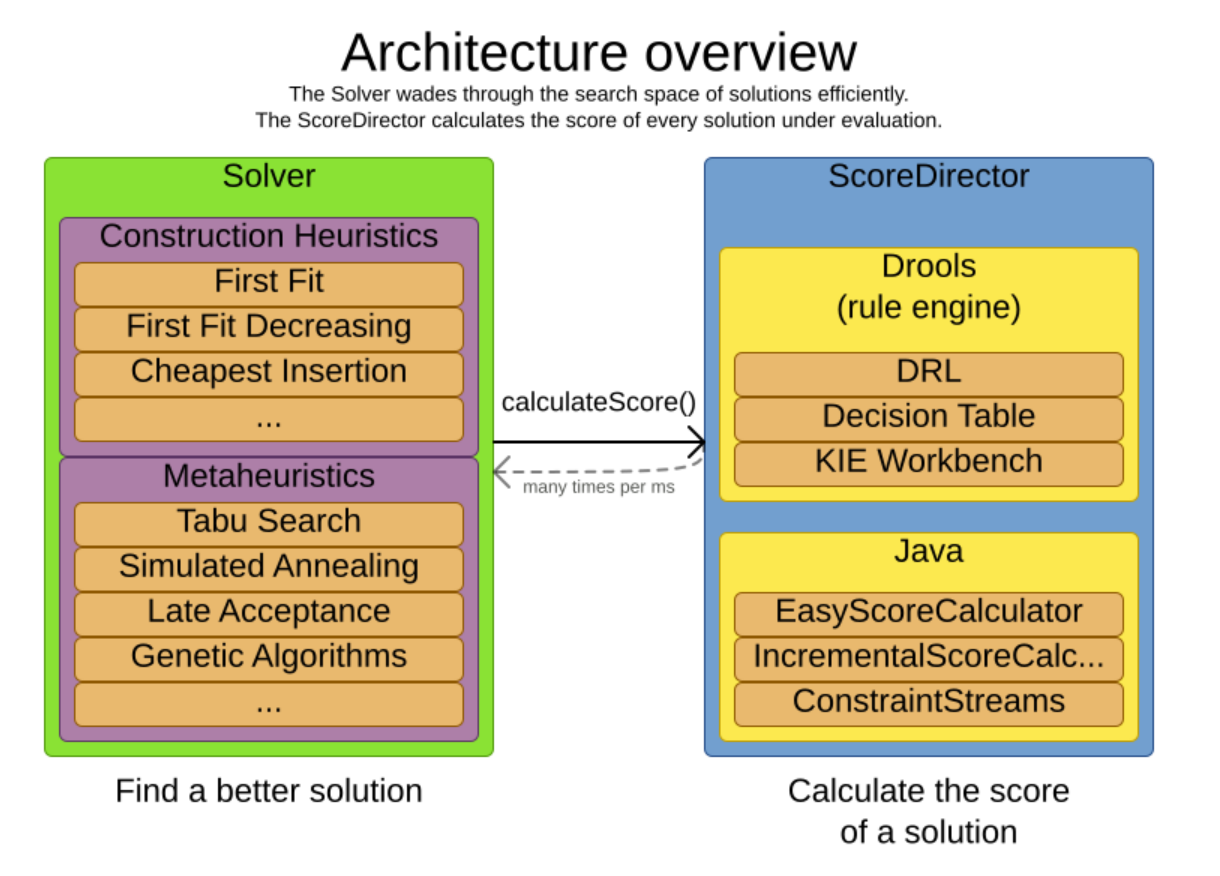 Architecture overview
The Solver wades through the search space of solutions efficiently.
The ScoreDirector calculates the score of every solution under evaluation.
Solver
Construction Heuristics
First Fit
First Fit Decreasing
Cheapest Insertion
...
Metaheuristics
Tabu Search
Simulated Annealing
Late Acceptance
Genetic Algorithms
...
Find a better solution
calculateScore()
many times per ms
ScoreDirector
Drools
(rule engine)
DRL
Decision Table
KIE Workbench
Java
EasyScoreCalculator
IncrementalScoreCalc...
ConstraintStreams
Calculate the score
of a solution